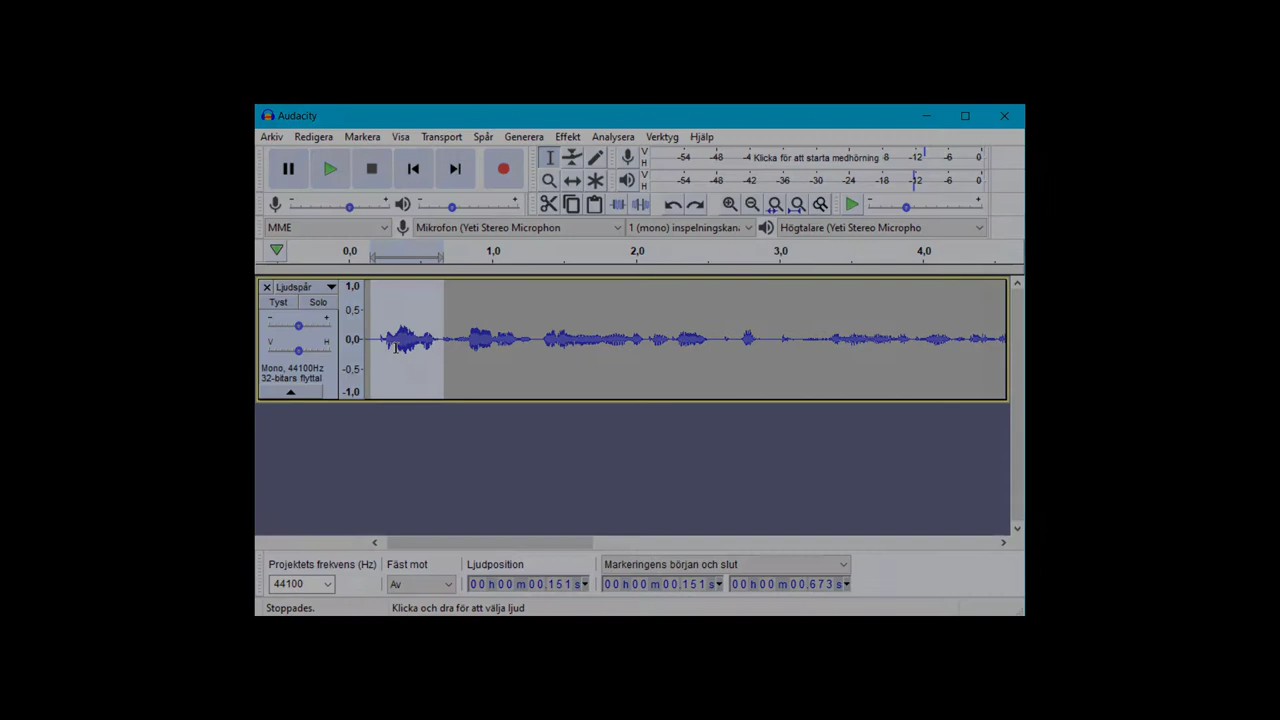 Audacity
Arkiv Redigera Markera Visa Transport Spår Generera Effekt Analysera Verktyg Hjälp
V H -54 -48 -4 Klicka för att starta medhörning 8 -12 -6 0
V H -54 -48 -42 -36 -30 -24 -18 -12 -6 0
- + - + - +
MME Mikrofon (Yeti Stereo Microphon 1 (mono) inspelningskan Högtalare (Yeti Stereo Micropho
0,0 1,0 2,0 3,0 4,0
Ljudspår 1,0
Tyst Solo
- + 0,5
V H 0,0
Mono, 44100Hz -0,5
32-bitars flyttal
-1,0
Projektets frekvens (Hz) Fäst mot Ljudposition Markeringens början och slut
44100 Av 00 h 00 m 00,151 s 00 h 00 m 00,151 s 00 h 00 m 00,673 s
Stoppades. Klicka och dra för att välja ljud